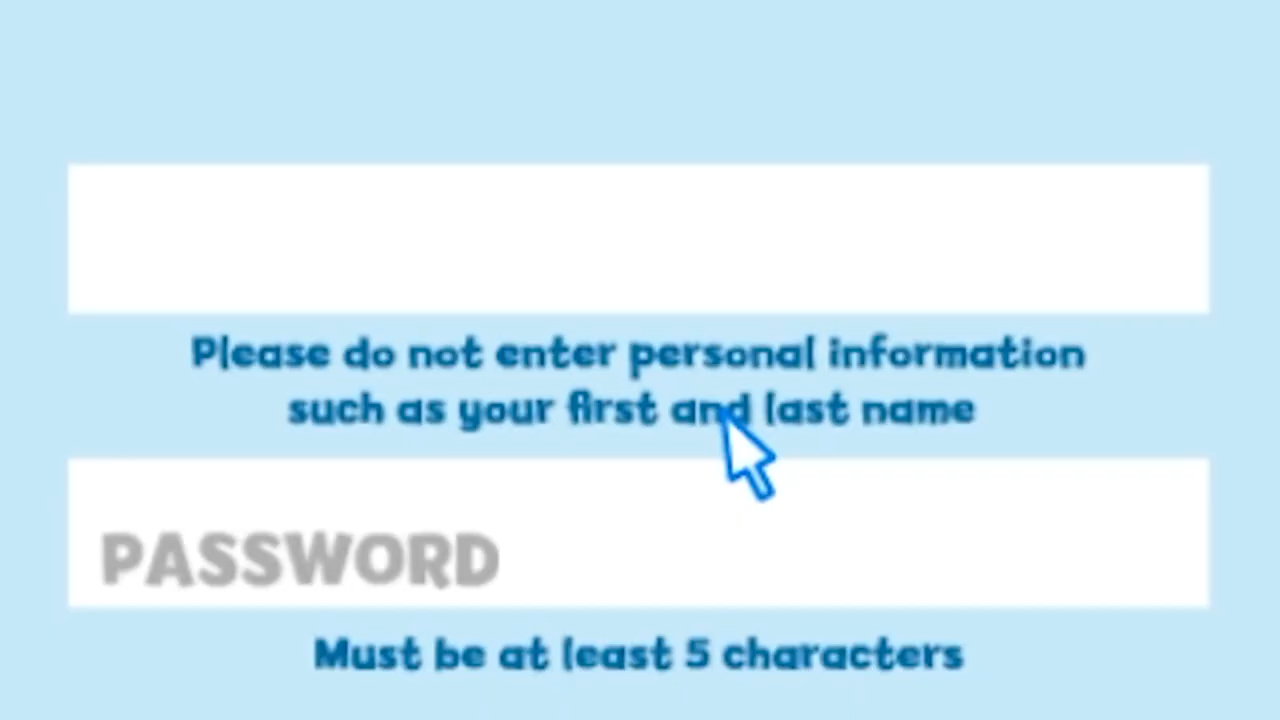 Please do not enter personal information
such as your first and last name
PASSWORD
Must be at least 5 characters